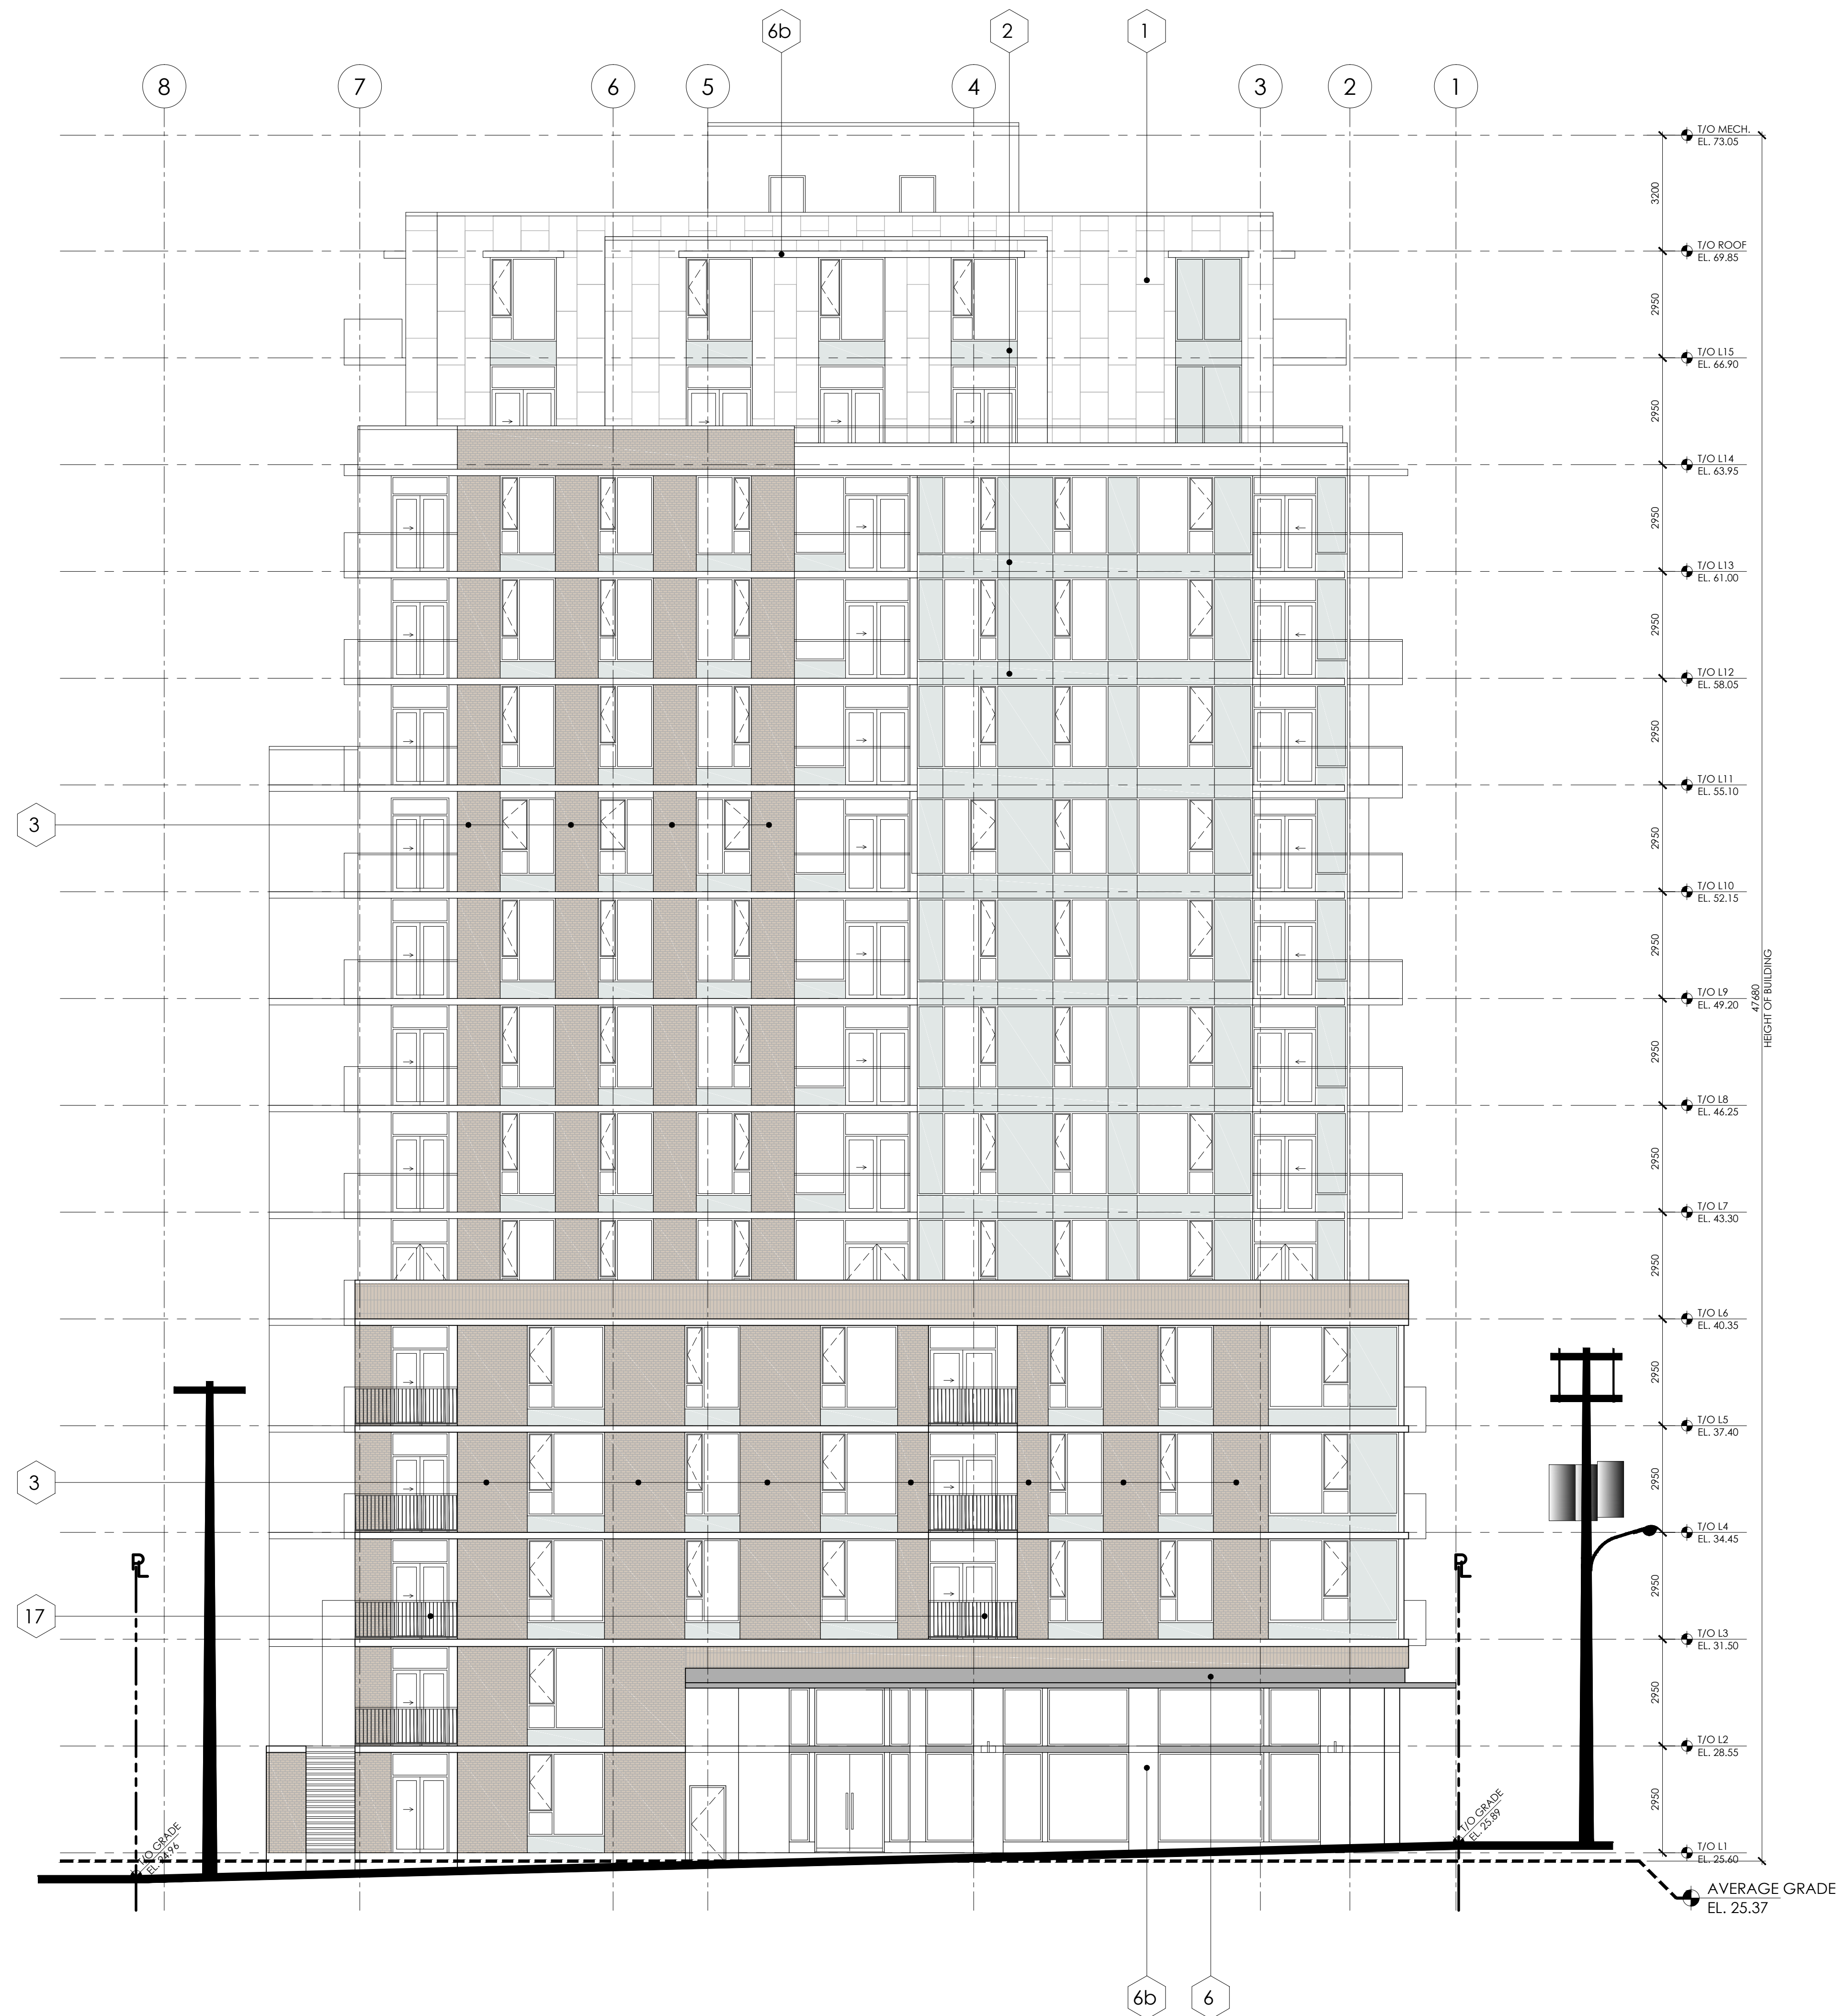 6b
2
1
8
7
6
5
4
3
2
1
T/O MECH.
EL. 73.05
3200
T/O ROOF
EL. 69.85
2950
T/O L15
EL. 66.90
2950
T/O L14
EL. 63.95
2950
T/O L13
EL. 61.00
2950
T/O L12
EL. 58.05
2950
T/O L11
EL. 55.10
3
2950
T/O L10
EL. 52.15
2950
T/O L9
EL. 49.20
47680
HEIGHT OF BUILDING
2950
T/O L8
EL. 46.25
2950
T/O L7
EL. 43.30
2950
T/O L6
EL. 40.35
2950
T/O L5
EL. 37.40
3
2950
T/O L4
EL. 34.45
PL
PL
2950
17
T/O L3
EL. 31.50
2950
T/O L2
EL. 28.55
2950
T/O GRADE
EL. 24.96
T/O GRADE
EL. 25.89
T/O L1
EL. 25.60
AVERAGE GRADE
EL. 25.37
6b
6